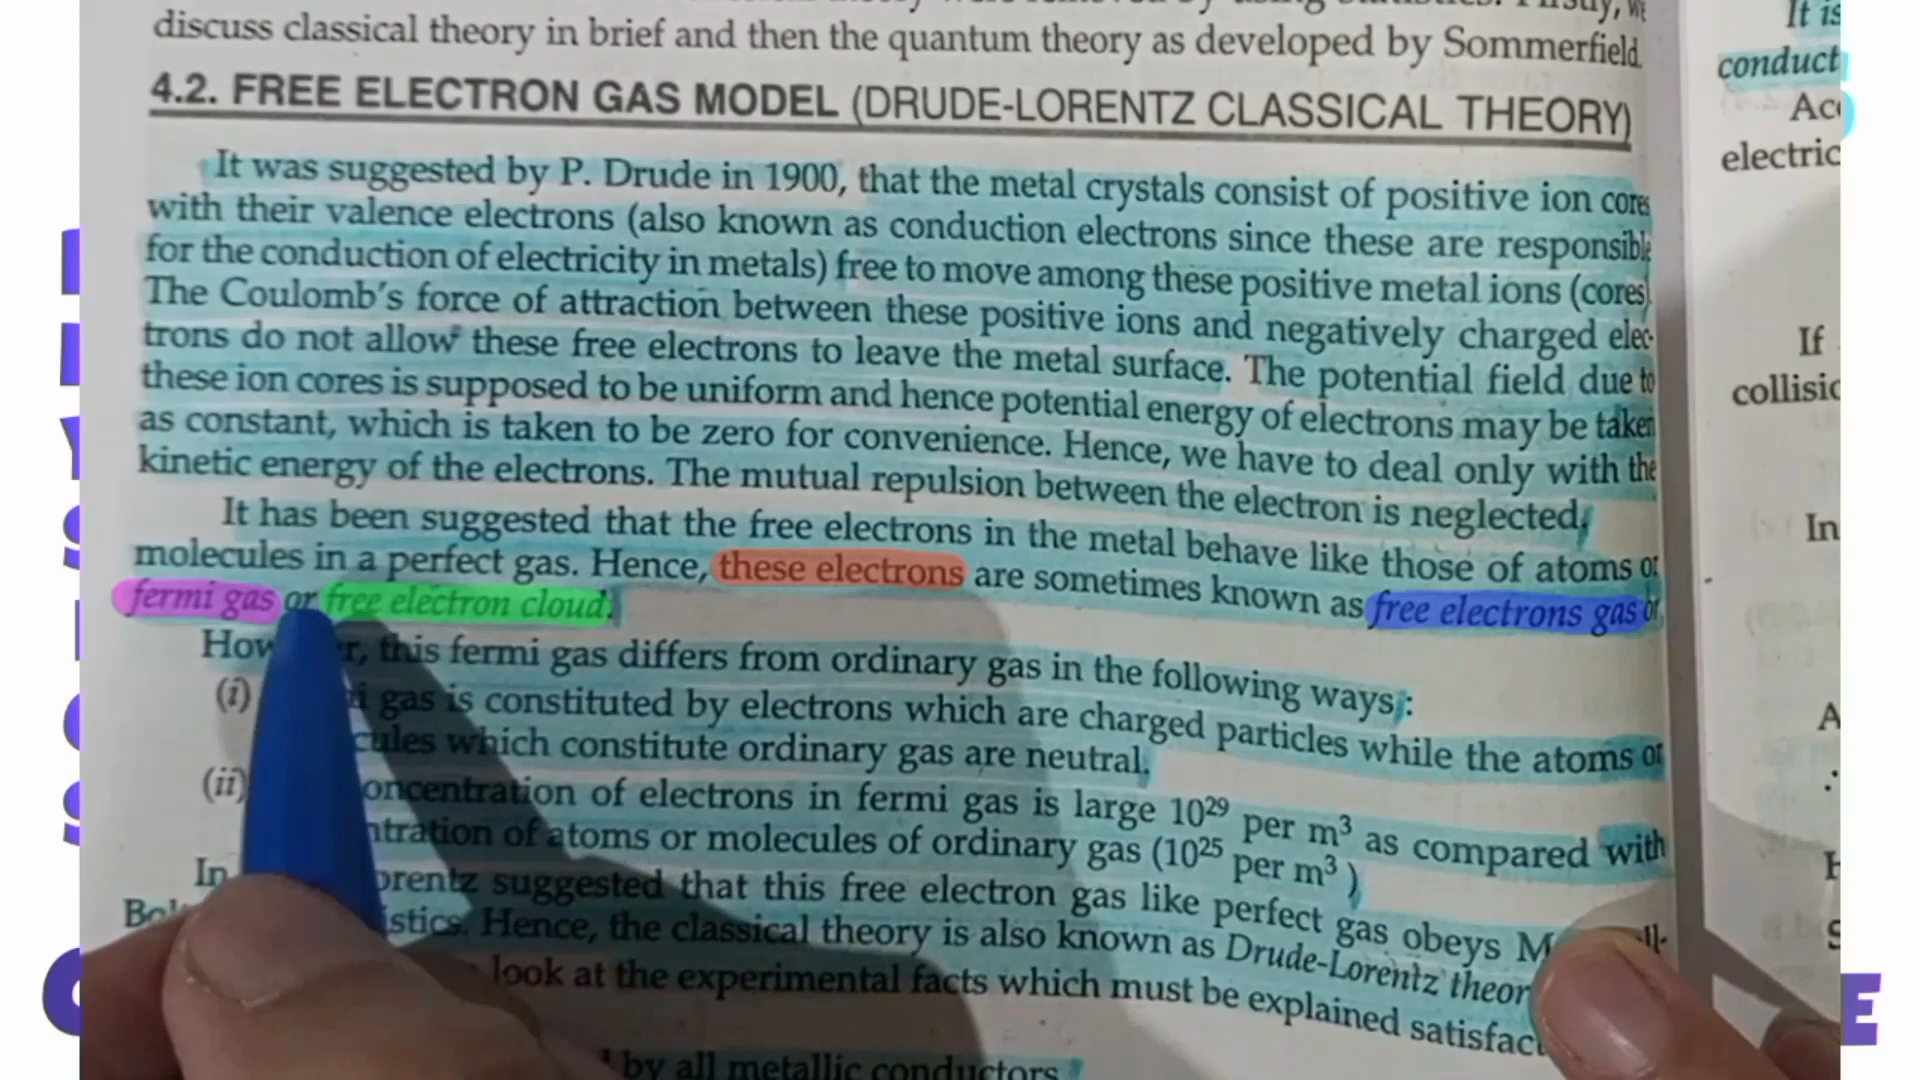 discuss classical theory in brief and then the quantum theory as developed by Sommerfield.
4.2. FREE ELECTRON GAS MODEL (DRUDE-LORENTZ CLASSICAL THEORY)
It was suggested by P. Drude in 1900, that the metal crystals consist of positive ion cores
with their valence electrons (also known as conduction electrons since these are responsible
for the conduction of electricity in metals) free to move among these positive metal ions (cores).
The Coulomb's force of attraction between these positive ions and negatively charged elec-
trons do not allow these free electrons to leave the metal surface. The potential field due to
these ion cores is supposed to be uniform and hence potential energy of electrons may be taken
as constant, which is taken to be zero for convenience. Hence, we have to deal only with the
kinetic energy of the electrons. The mutual repulsion between the electron is neglected.
It has been suggested that the free electrons in the metal behave like those of atoms or
molecules in a perfect gas. Hence, these electrons are sometimes known as free electrons gas or
fermi gas or free electron cloud.
this fermi gas differs from ordinary gas in the following ways :
(i) gas is constituted by electrons which are charged particles while the atoms or
which constitute ordinary gas are neutral.
(ii) of electrons in fermi gas is large 10²⁹ per m³ as compared with
of atoms or molecules of ordinary gas (10²⁵ per m³)
In suggested that this free electron gas like perfect gas obeys
Hence, the classical theory is also known as Drude-Lorentz
look at the experimental facts which must be explained
by all metallic conductors.
It is
conduct
electric
If
In
A